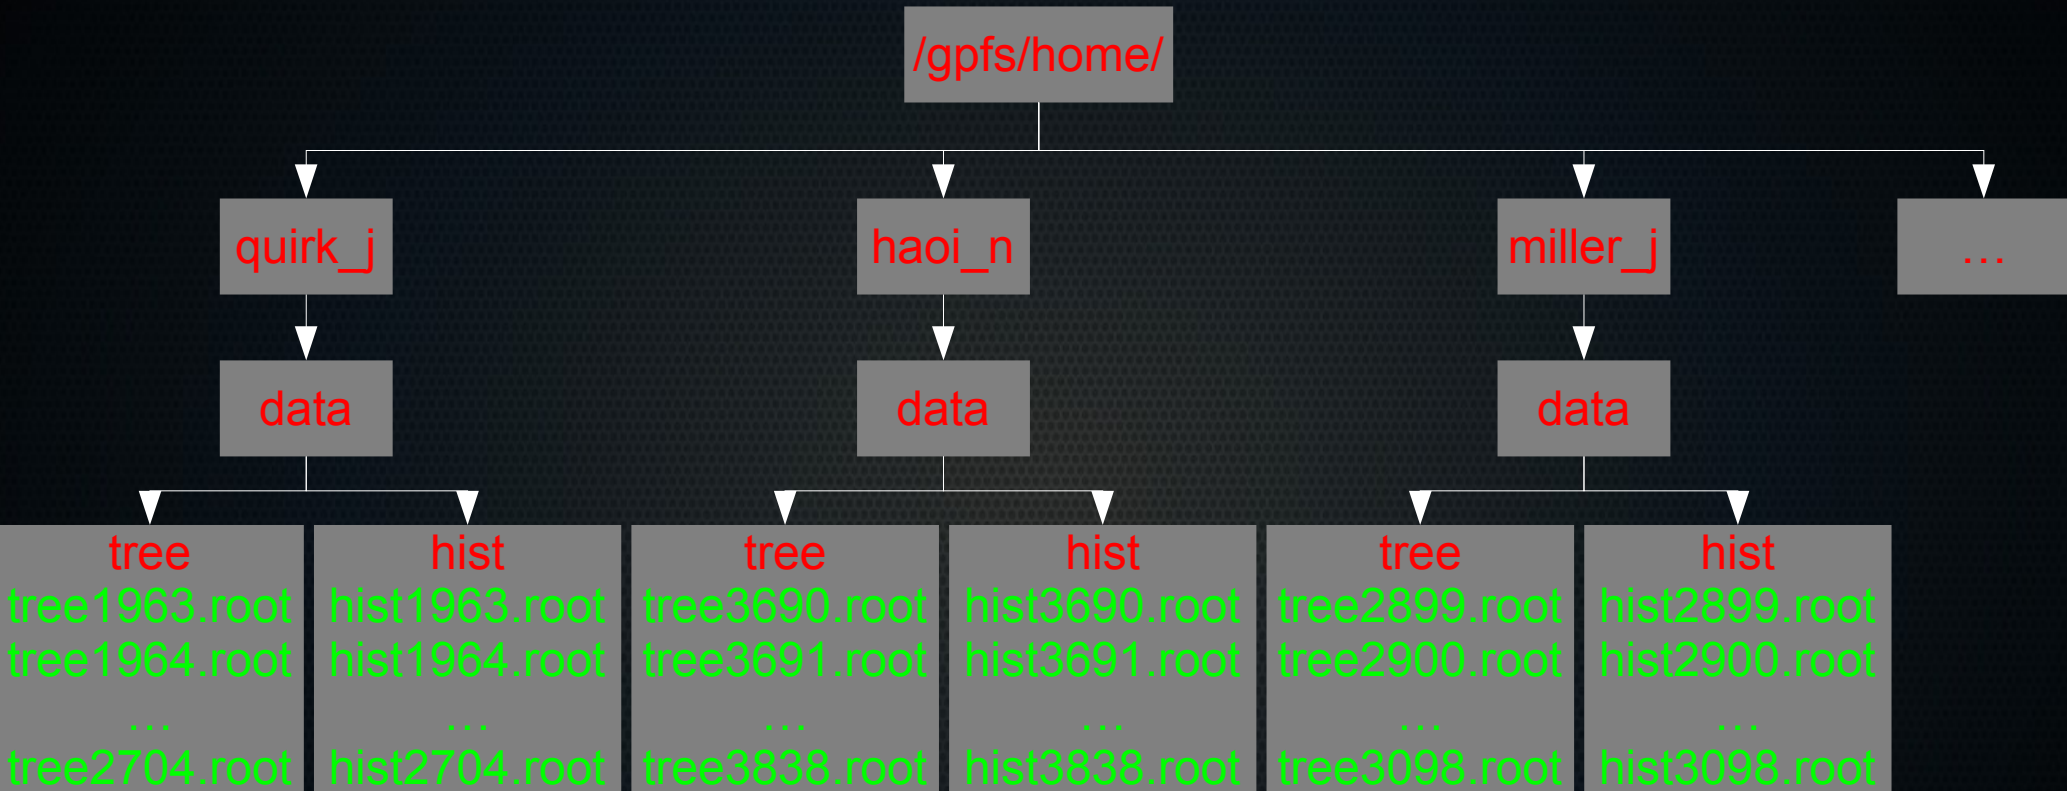 /gpfs/home/
quirk_j
haoi_n
miller_j
…
data
data
data
tree
tree1963.root
tree1964.root
…
tree2704.root
hist
hist1963.root
hist1964.root
…
hist2704.root
tree
tree3690.root
tree3691.root
…
tree3838.root
hist
hist3690.root
hist3691.root
…
hist3838.root
tree
tree2899.root
tree2900.root
…
tree3098.root
hist
hist2899.root
hist2900.root
…
hist3098.root